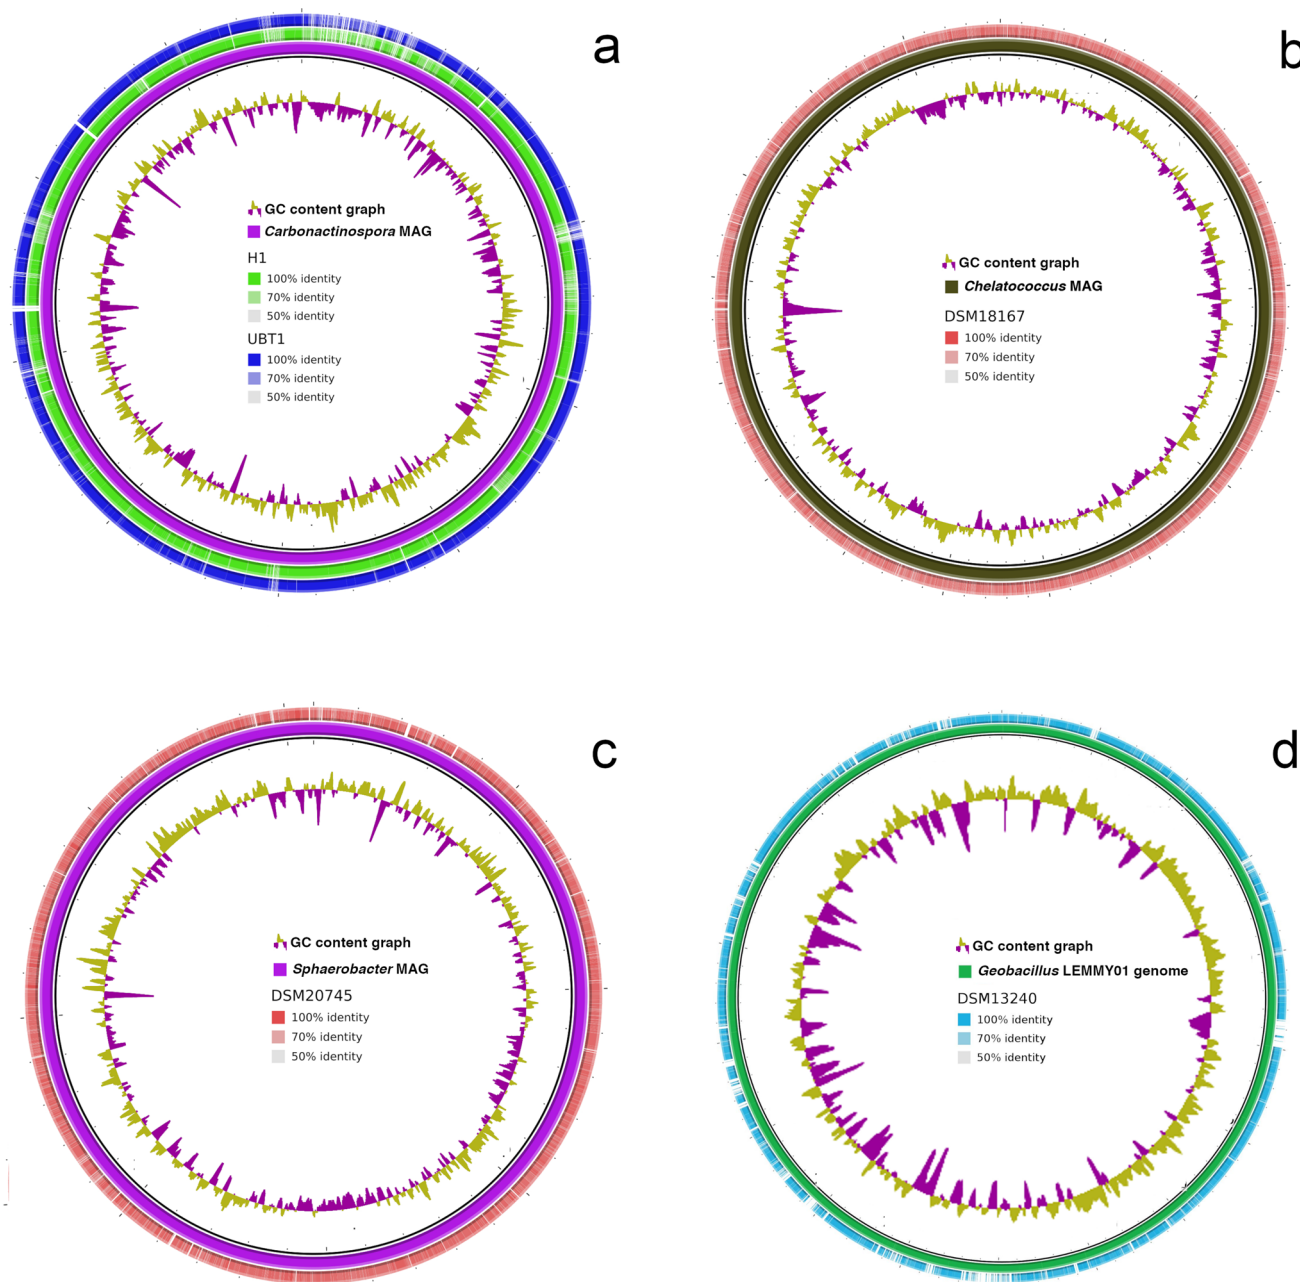 a
GC content graph
Carbonactinospora MAG
H1
100% identity
70% identity
50% identity
UBT1
100% identity
70% identity
50% identity
b
GC content graph
Chelatococcus MAG
DSM18167
100% identity
70% identity
50% identity
c
GC content graph
Sphaerobacter MAG
DSM20745
100% identity
70% identity
50% identity
d
GC content graph
Geobacillus LEMMY01 genome
DSM13240
100% identity
70% identity
50% identity